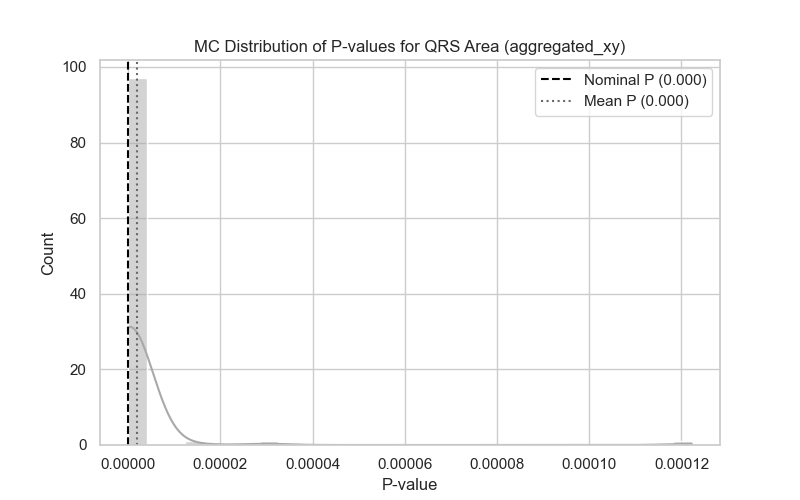 MC Distribution of P-values for QRS Area (aggregated_xy)
100
80
60
40
20
0
Count
Nominal P (0.000)
Mean P (0.000)
0.00000 0.00002 0.00004 0.00006 0.00008 0.00010 0.00012
P-value